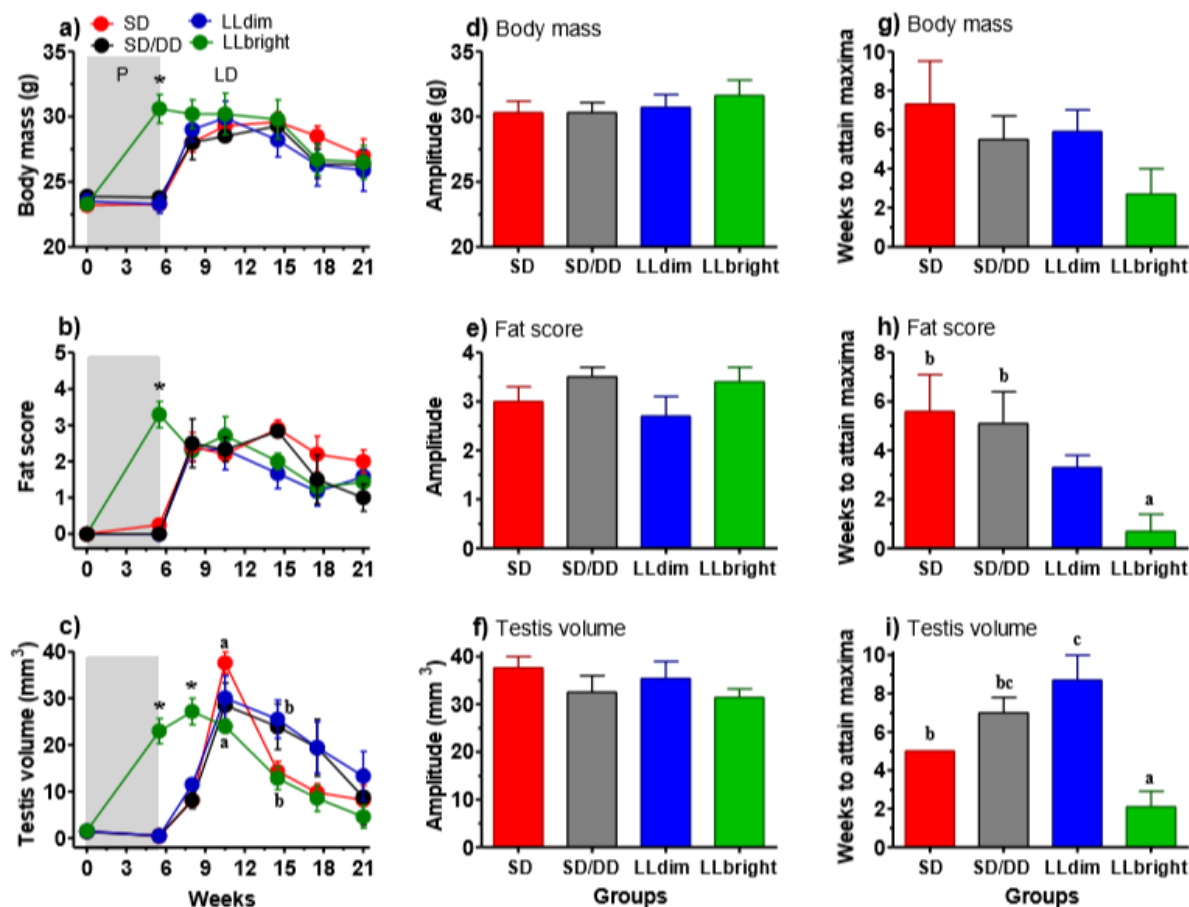 a) SD LLdim
SD/DD LLbright
35
30
25
20
Body mass (g)
P * LD
0 3 6 9 12 15 18 21
d) Body mass
35
30
25
20
Amplitude (g)
SD SD/DD LLdim LLbright
g) Body mass
10
8
6
4
2
0
Weeks to attain maxima
SD SD/DD LLdim LLbright
b)
5
4
3
2
1
0
Fat score
*
0 3 6 9 12 15 18 21
e) Fat score
4
3
2
1
0
Amplitude
SD SD/DD LLdim LLbright
h) Fat score
8
6
4
2
0
Weeks to attain maxima
b b a
SD SD/DD LLdim LLbright
c)
40
30
20
10
0
Testis volume (mm³)
* * a
a
b
b
0 3 6 9 12 15 18 21
Weeks
f) Testis volume
40
30
20
10
0
Amplitude (mm³)
SD SD/DD LLdim LLbright
Groups
i) Testis volume
10
8
6
4
2
0
Weeks to attain maxima
b bc c a
SD SD/DD LLdim LLbright
Groups